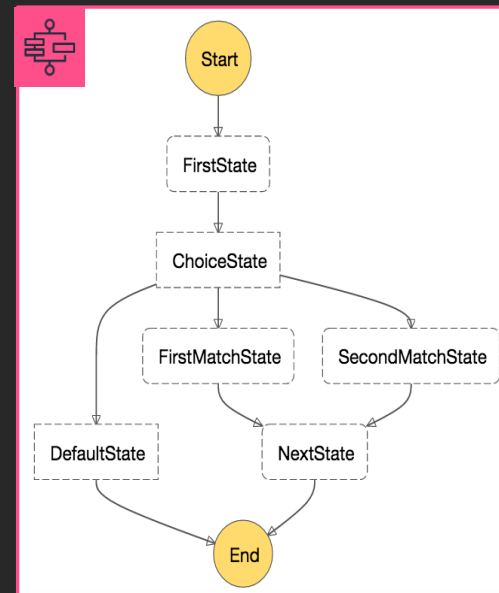 Start
FirstState
ChoiceState
FirstMatchState
SecondMatchState
DefaultState
NextState
End